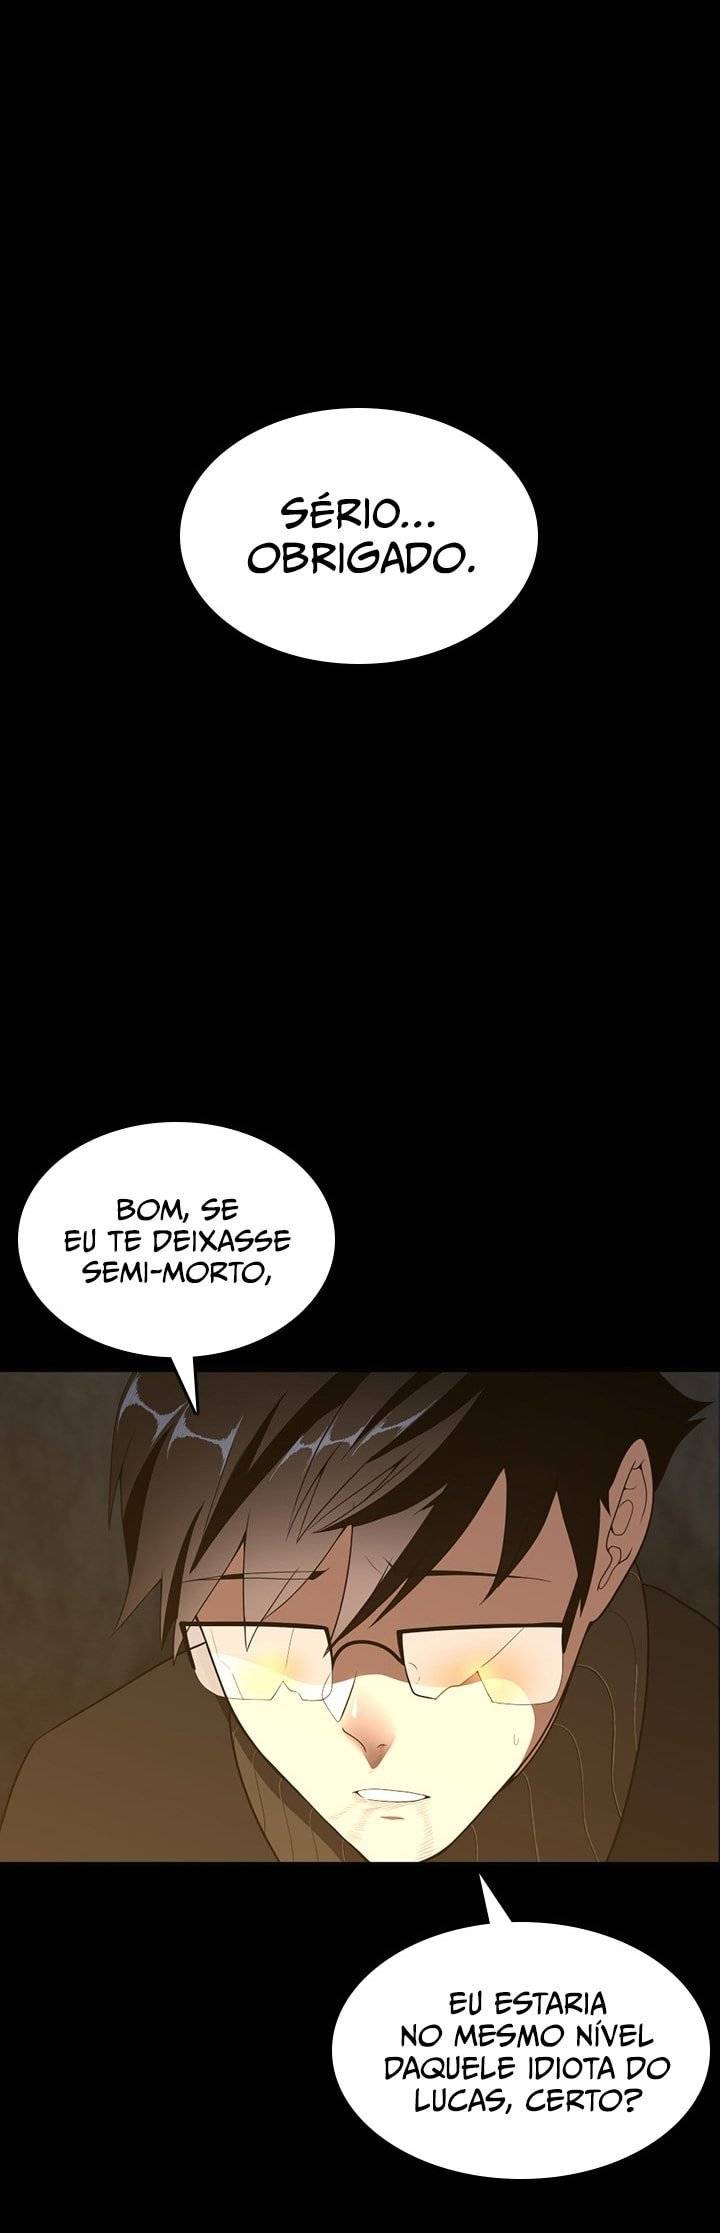 SÉRIO...
OBRIGADO.
BOM, SE
EU TE DEIXASSE
SEMI-MORTO,
EU ESTARIA
NO MESMO NÍVEL
DAQUELE IDIOTA DO
LUCAS, CERTO?